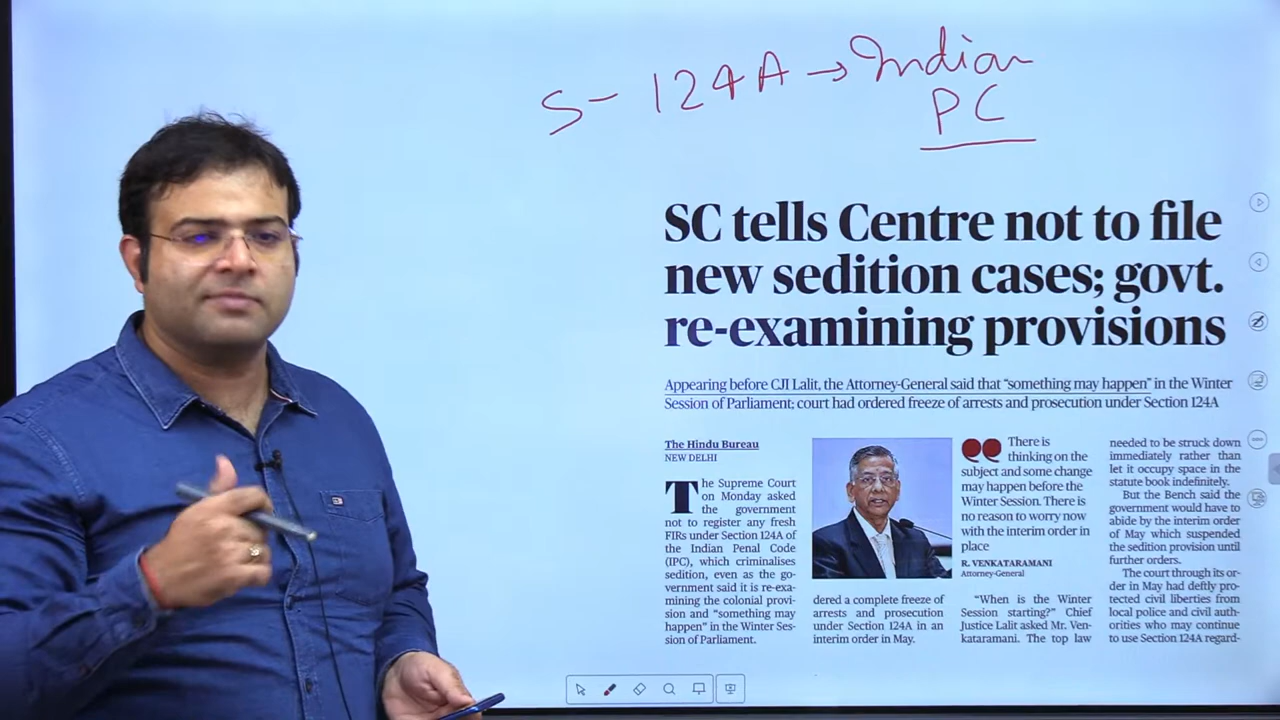 S- 124A → Indian
PC
SC tells Centre not to file
new sedition cases; govt.
re-examining provisions
Appearing before CJI Lalit, the Attorney-General said that “something may happen” in the Winter
Session of Parliament; court had ordered freeze of arrests and prosecution under Section 124A
The Hindu Bureau
NEW DELHI
The Supreme Court
on Monday asked
the government
not to register any fresh
FIRs under Section 124A of
the Indian Penal Code
(IPC), which criminalises
sedition, even as the go-
vernment said it is re-exa-
mining the colonial provi-
sion and “something may
happen” in the Winter Ses-
sion of Parliament.
dered a complete freeze of
arrests and prosecution
under Section 124A in an
interim order in May.
There is
thinking on the
subject and some change
may happen before the
Winter Session. There is
no reason to worry now
with the interim order in
place
R. VENKATARAMANI
Attorney-General
“When is the Winter
Session starting?” Chief
Justice Lalit asked Mr. Ven-
kataramani. The top law
needed to be struck down
immediately rather than
let it occupy space in the
statute book indefinitely.
But the Bench said the
government would have to
abide by the interim order
of May which suspended
the sedition provision until
further orders.
The court through its or-
der in May had deftly pro-
tected civil liberties from
local police and civil auth-
orities who may continue
to use Section 124A regard-